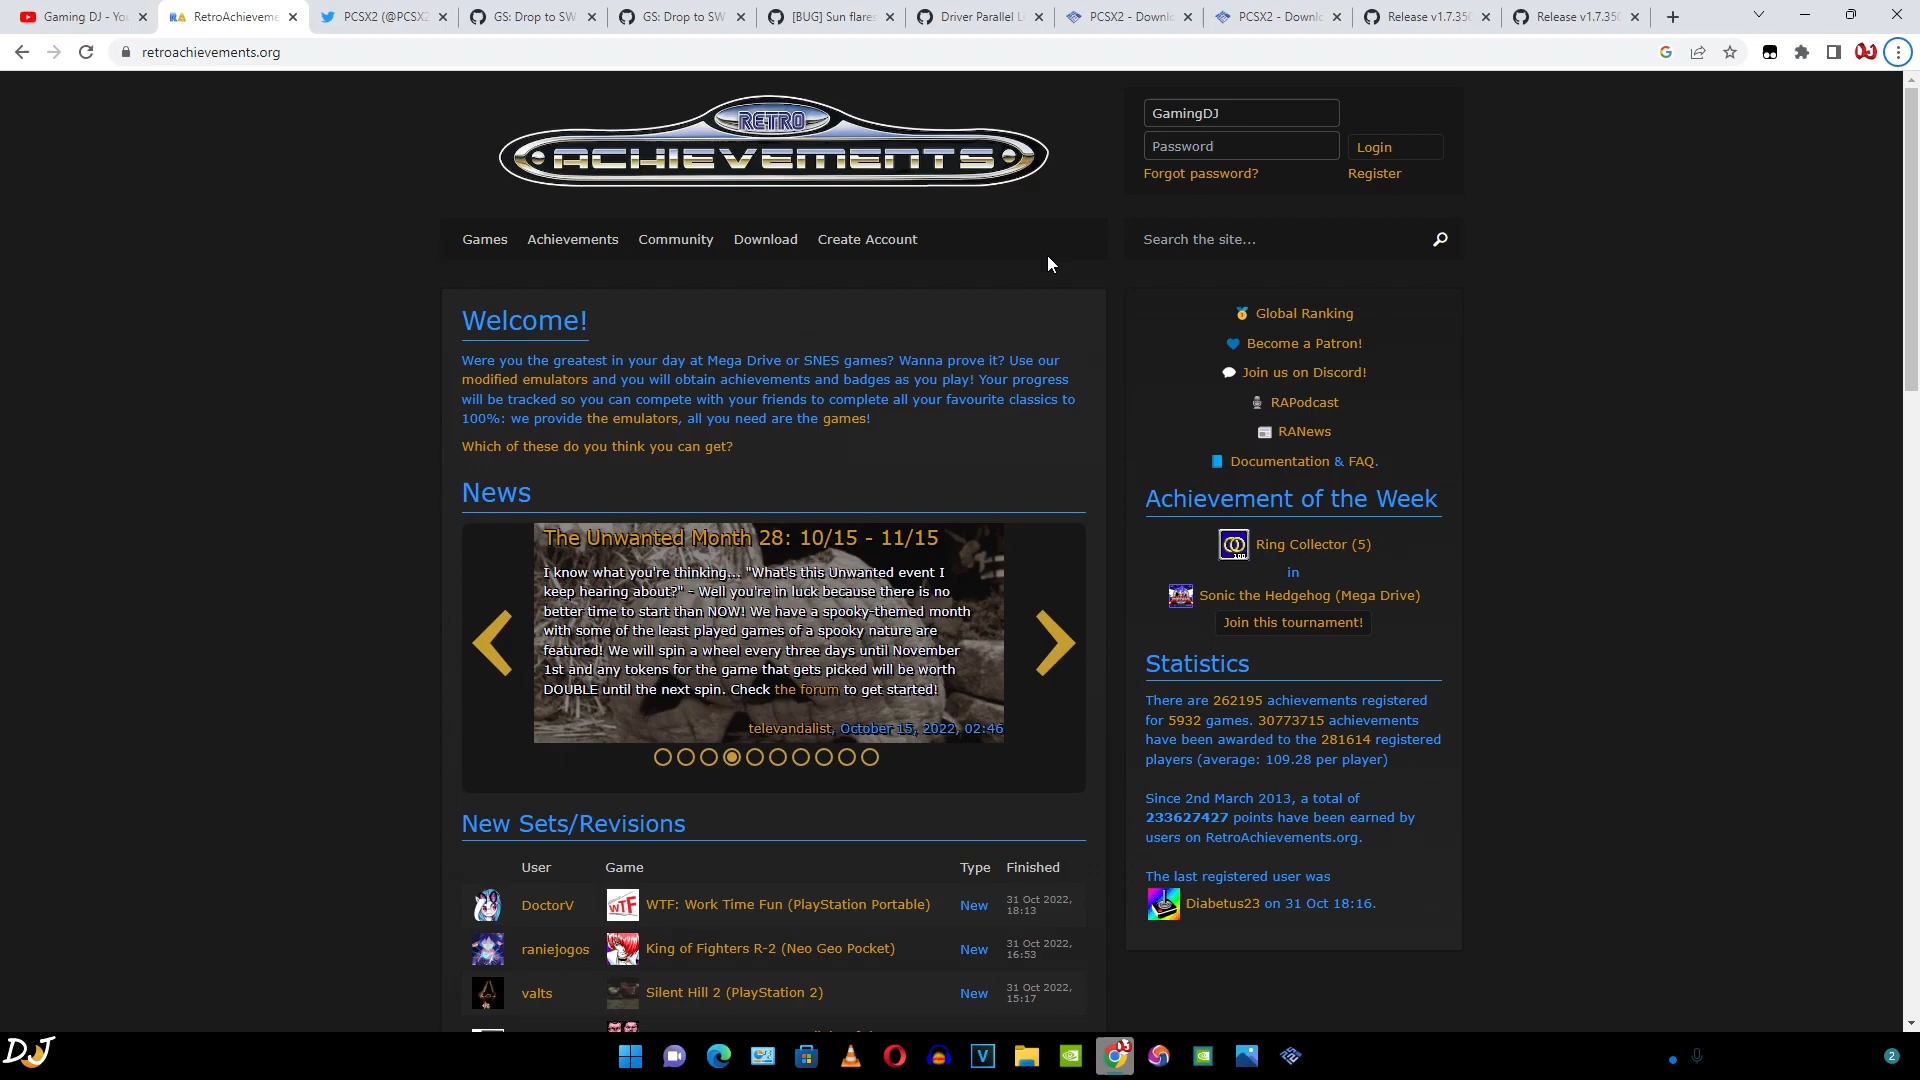 Gaming DJ - You
RetroAchieveme
PCSX2 (@PCSX2
GS: Drop to SW
GS: Drop to SW
[BUG] Sun flares
Driver Parallel L
PCSX2 - Downlo
PCSX2 - Downlo
Release v1.7.350
Release v1.7.350
retroachievements.org
RETRO
ACHIEVEMENTS
GamingDJ
Password
Login
Forgot password?
Register
Games
Achievements
Community
Download
Create Account
Search the site...
Welcome!
Were you the greatest in your day at Mega Drive or SNES games? Wanna prove it? Use our
modified emulators and you will obtain achievements and badges as you play! Your progress
will be tracked so you can compete with your friends to complete all your favourite classics to
100%: we provide the emulators, all you need are the games!
Which of these do you think you can get?
News
The Unwanted Month 28: 10/15 - 11/15
I know what you're thinking... "What's this Unwanted event I
keep hearing about?" - Well you're in luck because there is no
better time to start than NOW! We have a spooky-themed month
with some of the least played games of a spooky nature are
featured! We will spin a wheel every three days until November
1st and any tokens for the game that gets picked will be worth
DOUBLE until the next spin. Check the forum to get started!
televandalist, October 15, 2022, 02:46
New Sets/Revisions
User
Game
Type
Finished
DoctorV
WTF
WTF: Work Time Fun (PlayStation Portable)
New
31 Oct 2022,
18:13
raniejogos
King of Fighters R-2 (Neo Geo Pocket)
New
31 Oct 2022,
16:53
valts
Silent Hill 2 (PlayStation 2)
New
31 Oct 2022,
15:17
Global Ranking
Become a Patron!
Join us on Discord!
RAPodcast
RANews
Documentation & FAQ.
Achievement of the Week
100
Ring Collector (5)
in
Sonic the Hedgehog (Mega Drive)
Join this tournament!
Statistics
There are 262195 achievements registered
for 5932 games. 30773715 achievements
have been awarded to the 281614 registered
players (average: 109.28 per player)
Since 2nd March 2013, a total of
233627427 points have been earned by
users on RetroAchievements.org.
The last registered user was
Diabetus23 on 31 Oct 18:16.
DJ
V
2